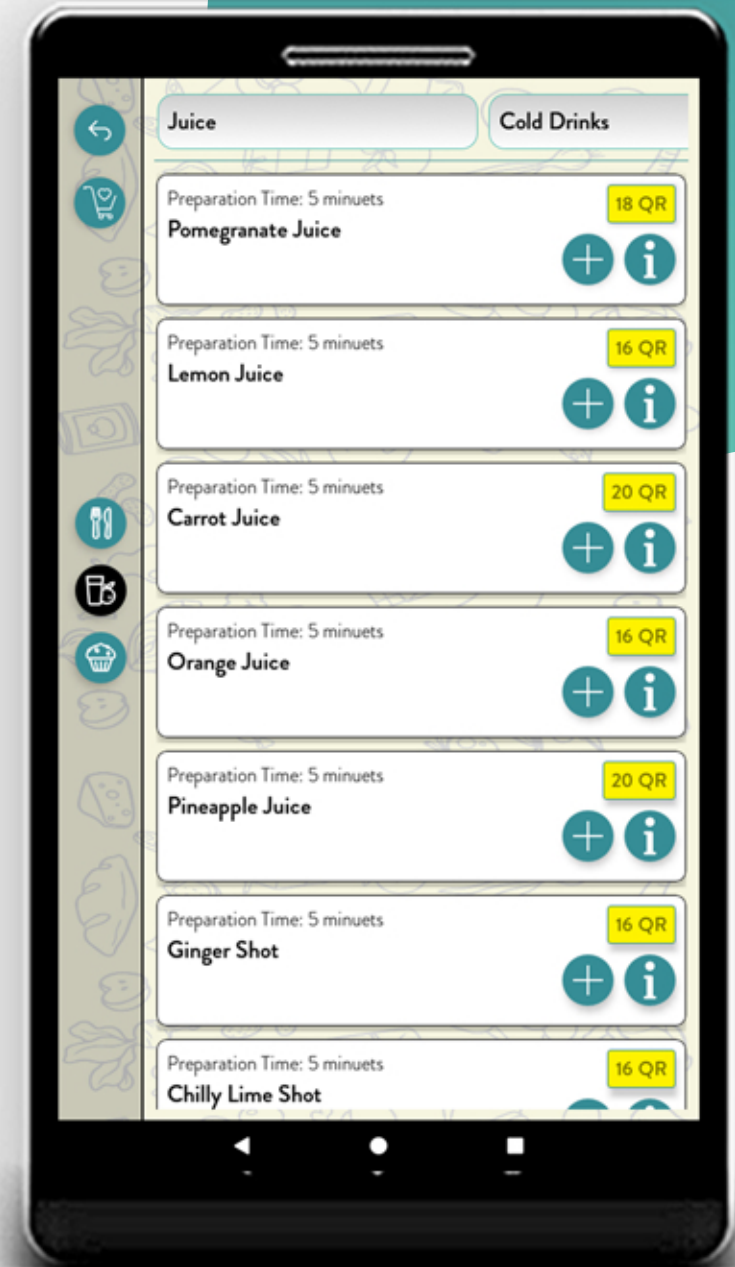 Juice
Cold Drinks
Preparation Time: 5 minuets
18 QR
Pomegranate Juice
Preparation Time: 5 minuets
16 QR
Lemon Juice
Preparation Time: 5 minuets
20 QR
Carrot Juice
Preparation Time: 5 minuets
16 QR
Orange Juice
Preparation Time: 5 minuets
20 QR
Pineapple Juice
Preparation Time: 5 minuets
16 QR
Ginger Shot
Preparation Time: 5 minuets
16 QR
Chilly Lime Shot